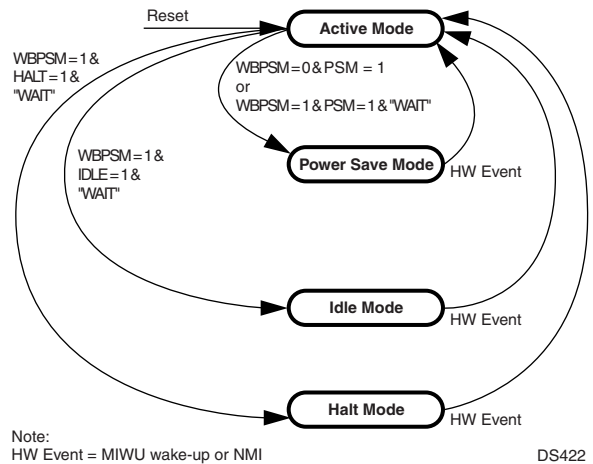 Reset
Active Mode
WBPSM=1&
HALT=1&
"WAIT"
WBPSM=0&PSM = 1
or
WBPSM=1&PSM=1&"WAIT"
WBPSM=1&
IDLE=1&
"WAIT"
Power Save Mode
HW Event
Idle Mode
HW Event
Halt Mode
HW Event
Note:
HW Event = MIWU wake-up or NMI
DS422